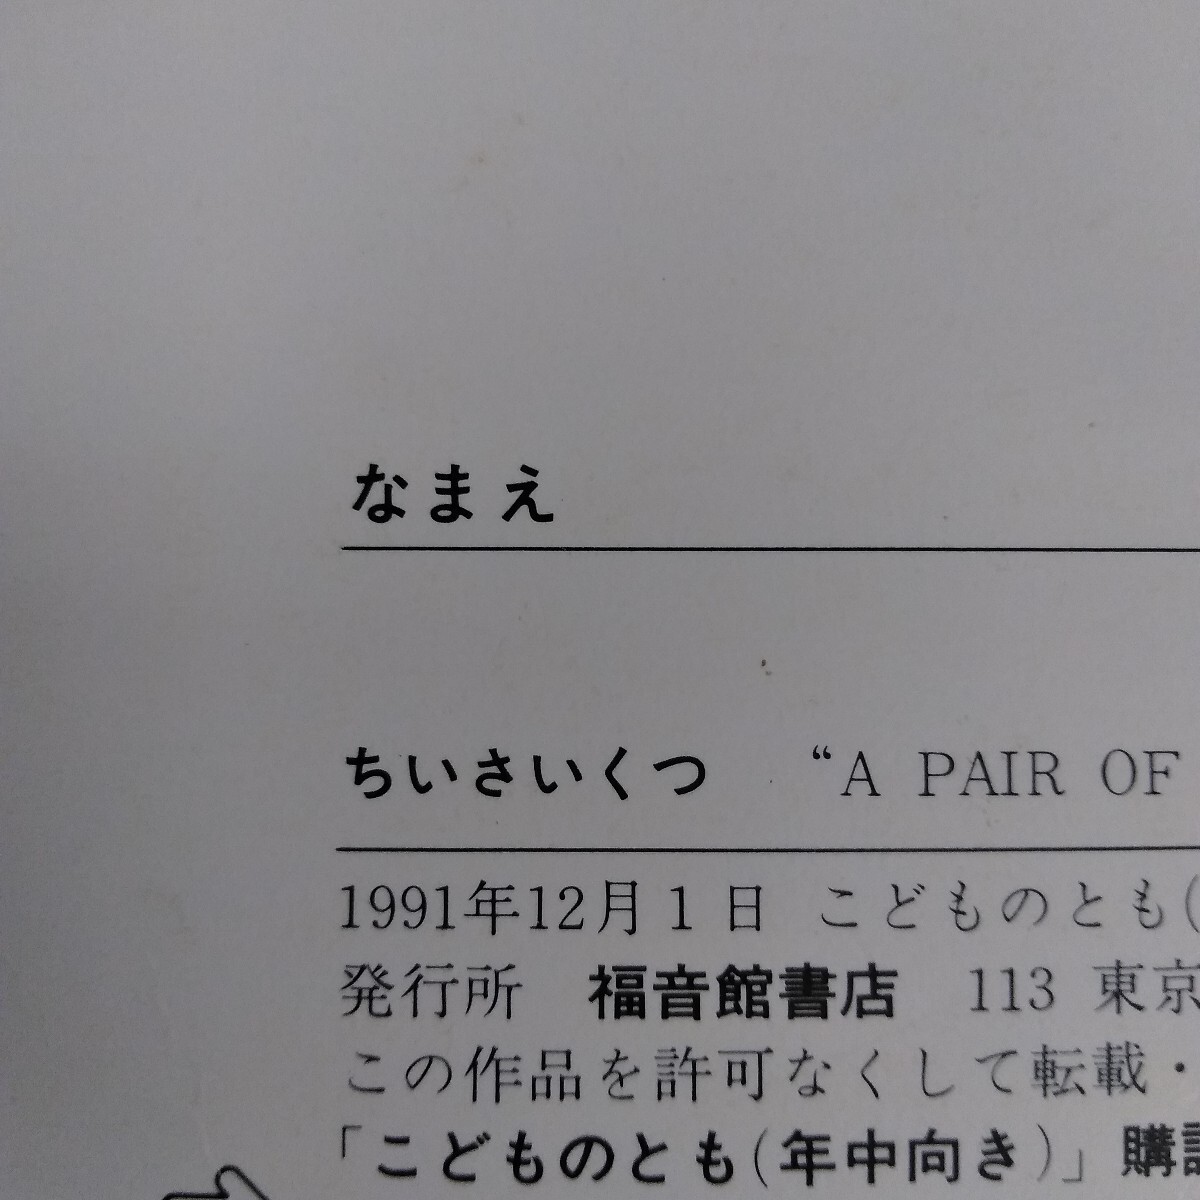 なまえ
ちいさいくつ “A PAIR OF
1991年12月1日 こどものとも(
発行所 福音館書店 113 東京
この作品を許可なくして転載・
「こどものとも(年中向き)」購読